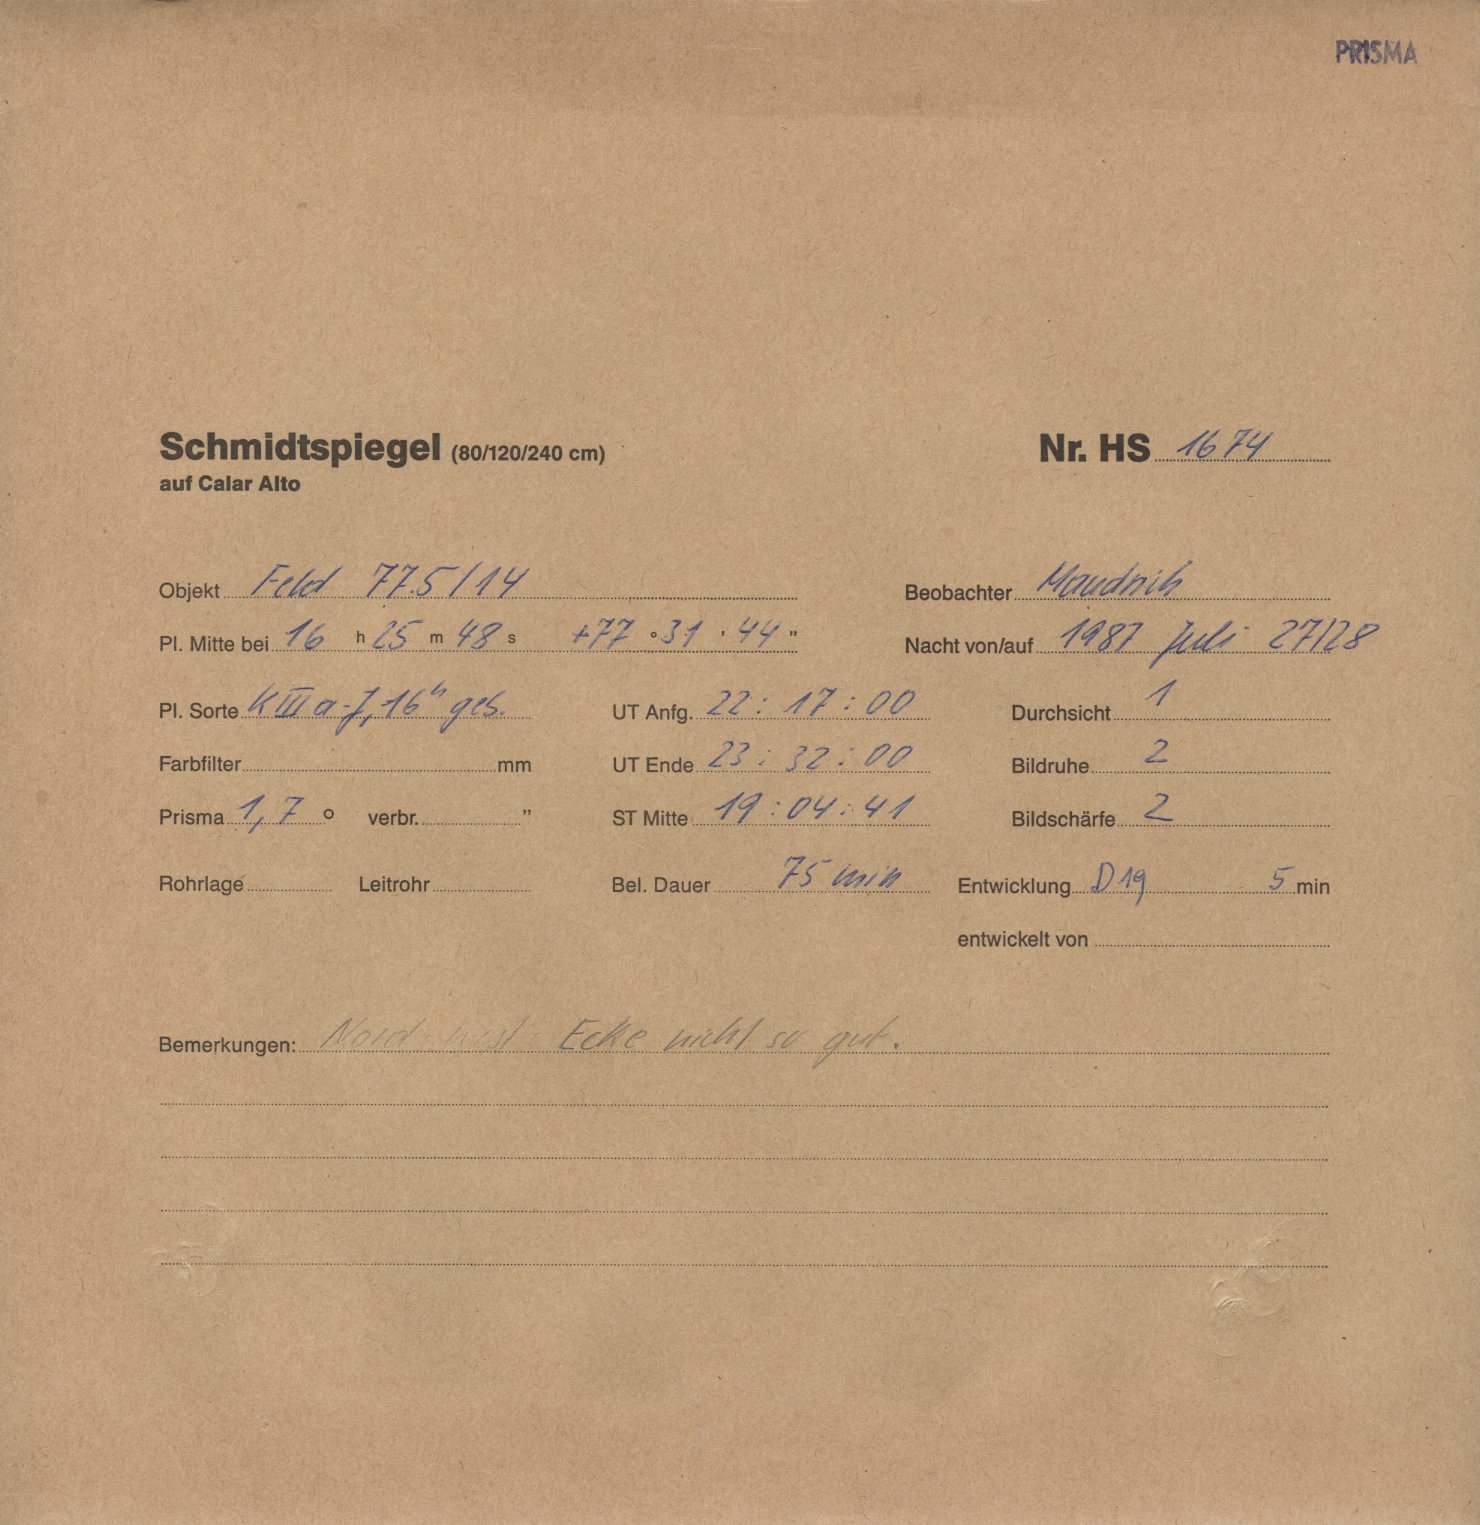 PRISMA
Schmidtspiegel (80/120/240 cm) Nr. HS 1674
auf Calar Alto
Objekt Feld 77.5/14 Beobachter Mandrich
Pl. Mitte bei 16 h 25 m 48 s +77 ° 31 ' 44 " Nacht von/auf 1987 Juli 27/28
Pl. Sorte K III a-J, 16h ges. UT Anfg. 22 : 17 : 00 Durchsicht 1
Farbfilter mm UT Ende 23 : 32 : 00 Bildruhe 2
Prisma 1,7 ° verbr. " ST Mitte 19 : 04 : 41 Bildschärfe 2
Rohrlage Leitrohr Bel. Dauer 75 min Entwicklung D19 5 min
entwickelt von
Bemerkungen: Nord-west-Ecke nicht so gut.